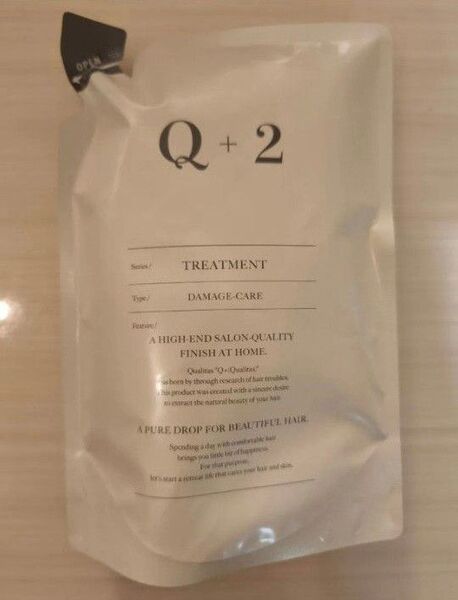 OPEN
Q + 2
Series/ TREATMENT
Type/ DAMAGE-CARE
Feature/
A HIGH-END SALON-QUALITY
FINISH AT HOME.
Qualitas "Q+/Qualitas"
was born by through research of hair troubles.
This product was created with a sincere desire
to extract the natural beauty of your hair.
A PURE DROP FOR BEAUTIFUL HAIR.
Spending a day with comfortable hair
brings you little bit of happiness.
For that purpose,
let's start a retreat life that cares your hair and skin.